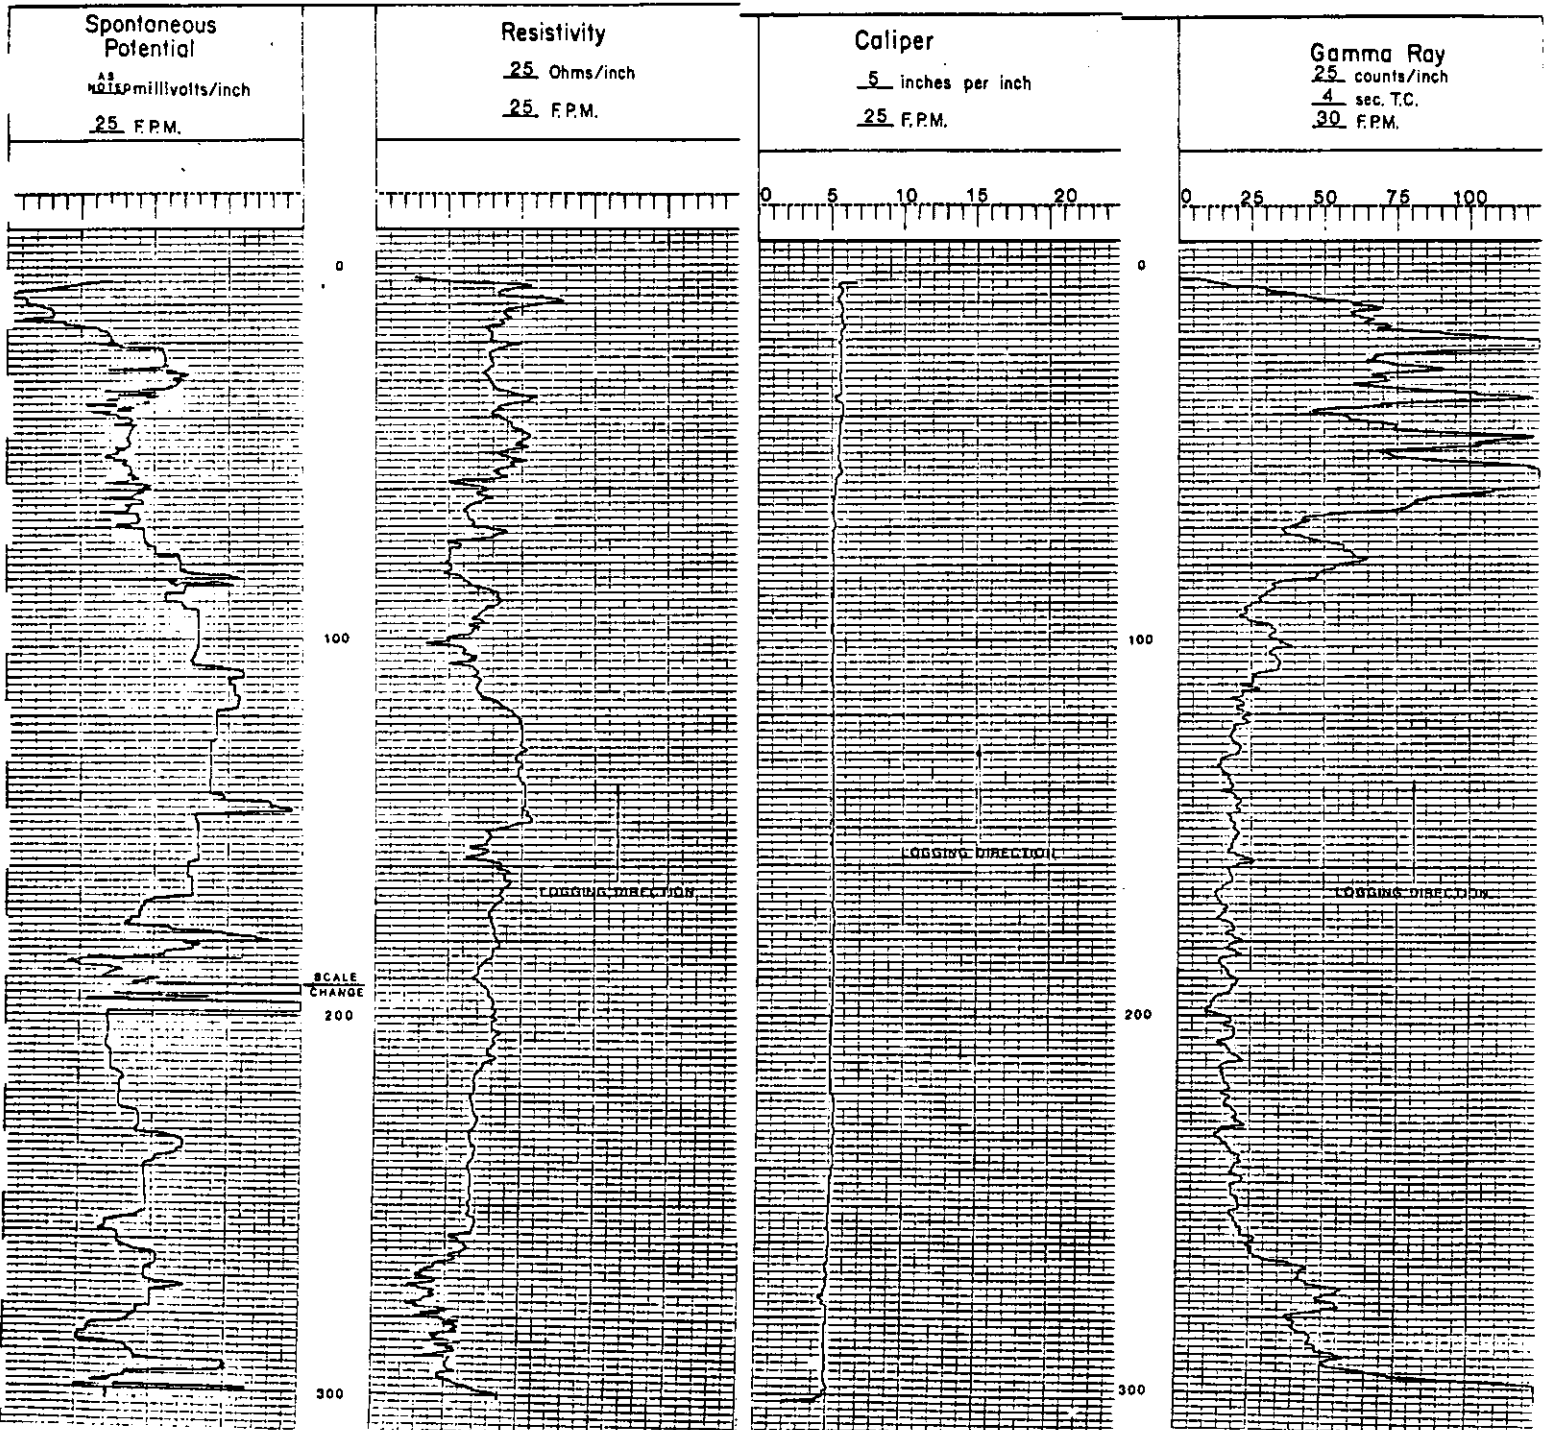 Spontaneous
Potential
AS
NOTED millivolts/inch
25 F.P.M.
Resistivity
25 Ohms/inch
25 F.P.M.
Caliper
5 inches per inch
25 F.P.M.
Gamma Ray
25 counts/inch
4 sec. T.C.
30 F.P.M.
0 5 10 15 20
0 25 50 75 100
0
0
100
100
LOGGING DIRECTION
LOGGING DIRECTION
LOGGING DIRECTION
SCALE
CHANGE
200
200
300
300